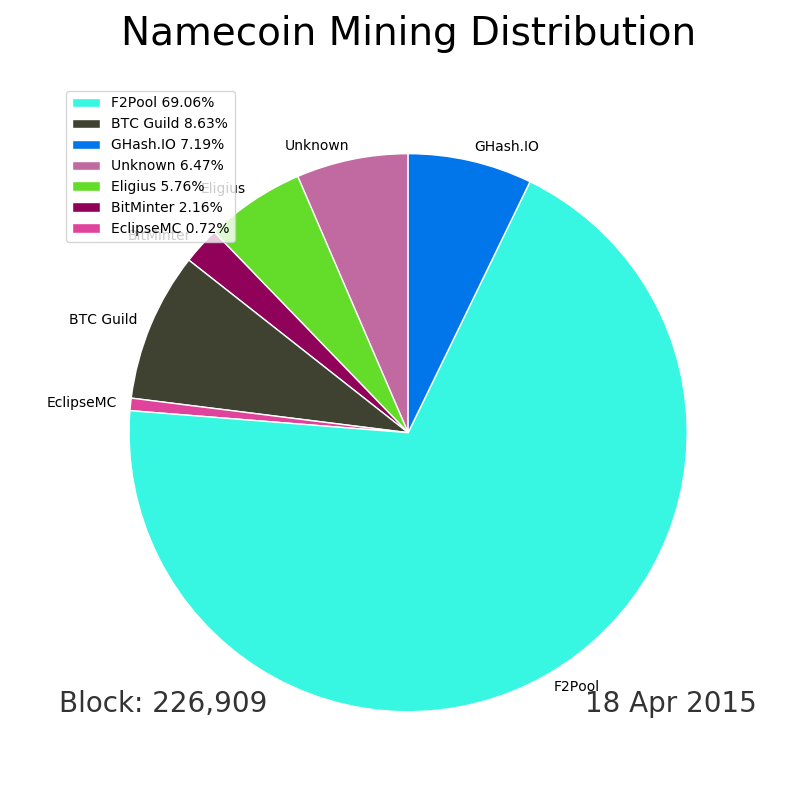 Namecoin Mining Distribution
F2Pool 69.06%
BTC Guild 8.63%
GHash.IO 7.19%
Unknown 6.47%
Eligius 5.76%
BitMinter 2.16%
EclipseMC 0.72%
Unknown
GHash.IO
Eligius
BitMinter
BTC Guild
EclipseMC
F2Pool
Block: 226,909
18 Apr 2015